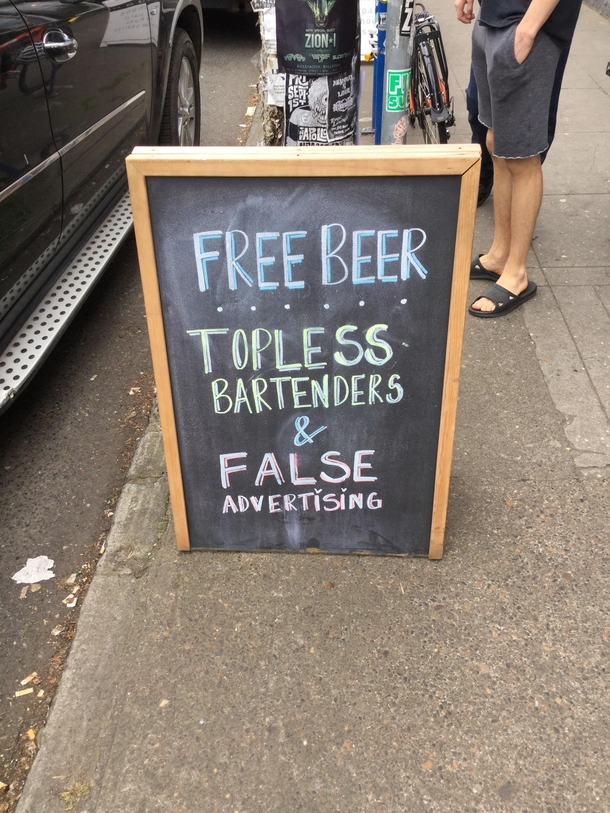 ZION I
FREE BEER
TOPLESS
BARTENDERS
&
FALSE
ADVERTISING